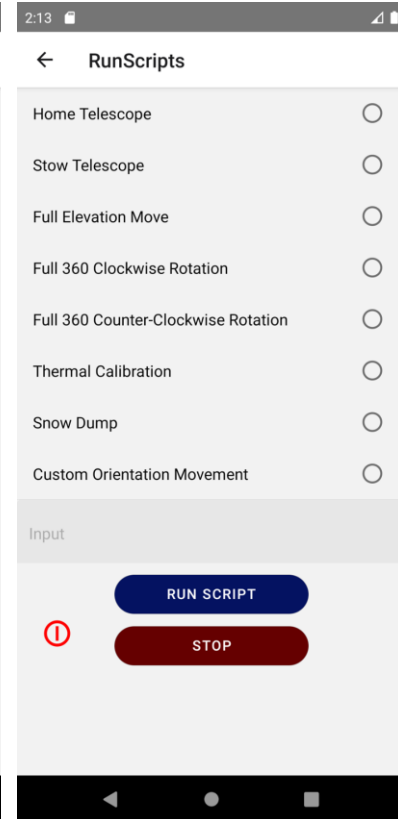 2:13
RunScripts
Home Telescope
Stow Telescope
Full Elevation Move
Full 360 Clockwise Rotation
Full 360 Counter-Clockwise Rotation
Thermal Calibration
Snow Dump
Custom Orientation Movement
Input
RUN SCRIPT
STOP